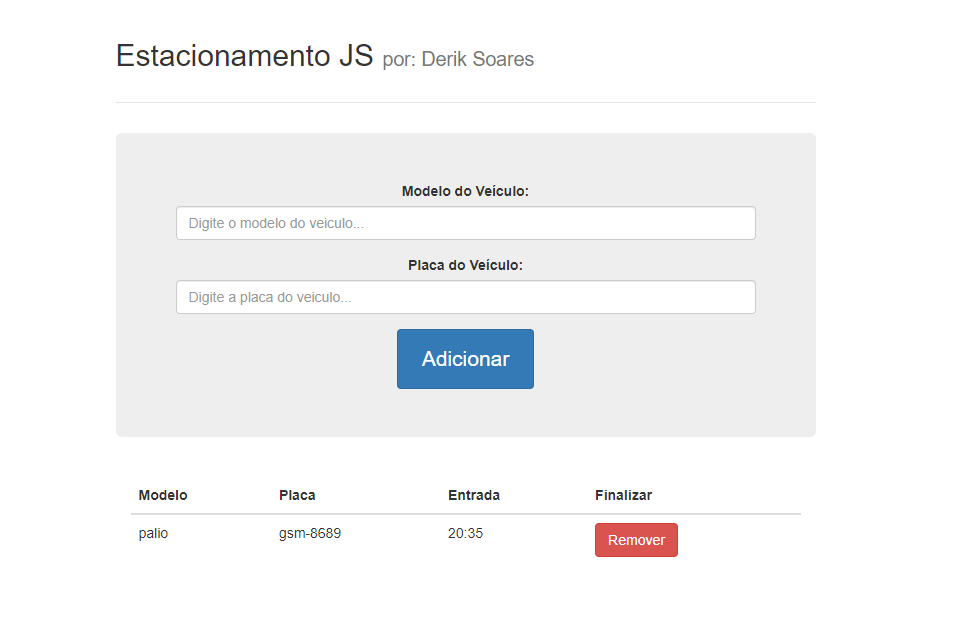 Estacionamento JS por: Derik Soares
Modelo do Veículo:
Digite o modelo do veiculo...
Placa do Veículo:
Digite a placa do veiculo...
Adicionar
Modelo Placa Entrada Finalizar
palio gsm-8689 20:35 Remover